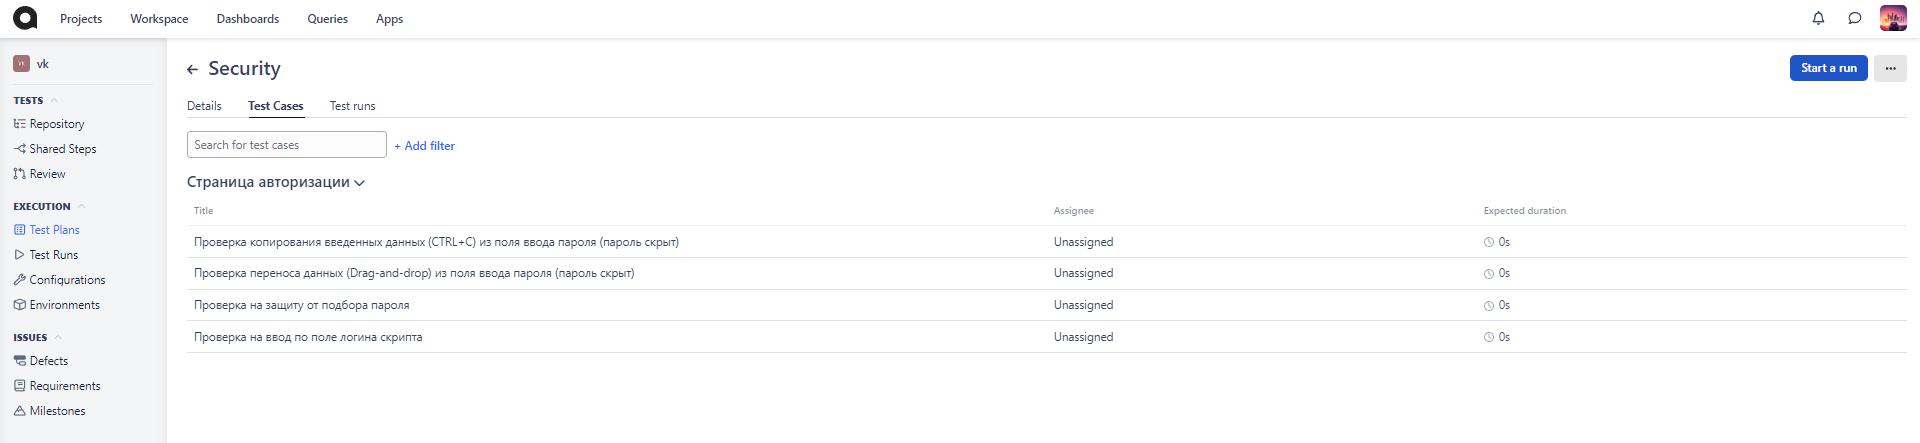 Projects Workspace Dashboards Queries Apps
VK vk
TESTS
Repository
Shared Steps
Review
EXECUTION
Test Plans
Test Runs
Configurations
Environments
ISSUES
Defects
Requirements
Milestones
← Security
Start a run ...
Details Test Cases Test runs
Search for test cases + Add filter
Страница авторизации
Title Assignee Expected duration
Проверка копирования введенных данных (CTRL+C) из поля ввода пароля (пароль скрыт) Unassigned 0s
Проверка переноса данных (Drag-and-drop) из поля ввода пароля (пароль скрыт) Unassigned 0s
Проверка на защиту от подбора пароля Unassigned 0s
Проверка на ввод по поле логина скрипта Unassigned 0s